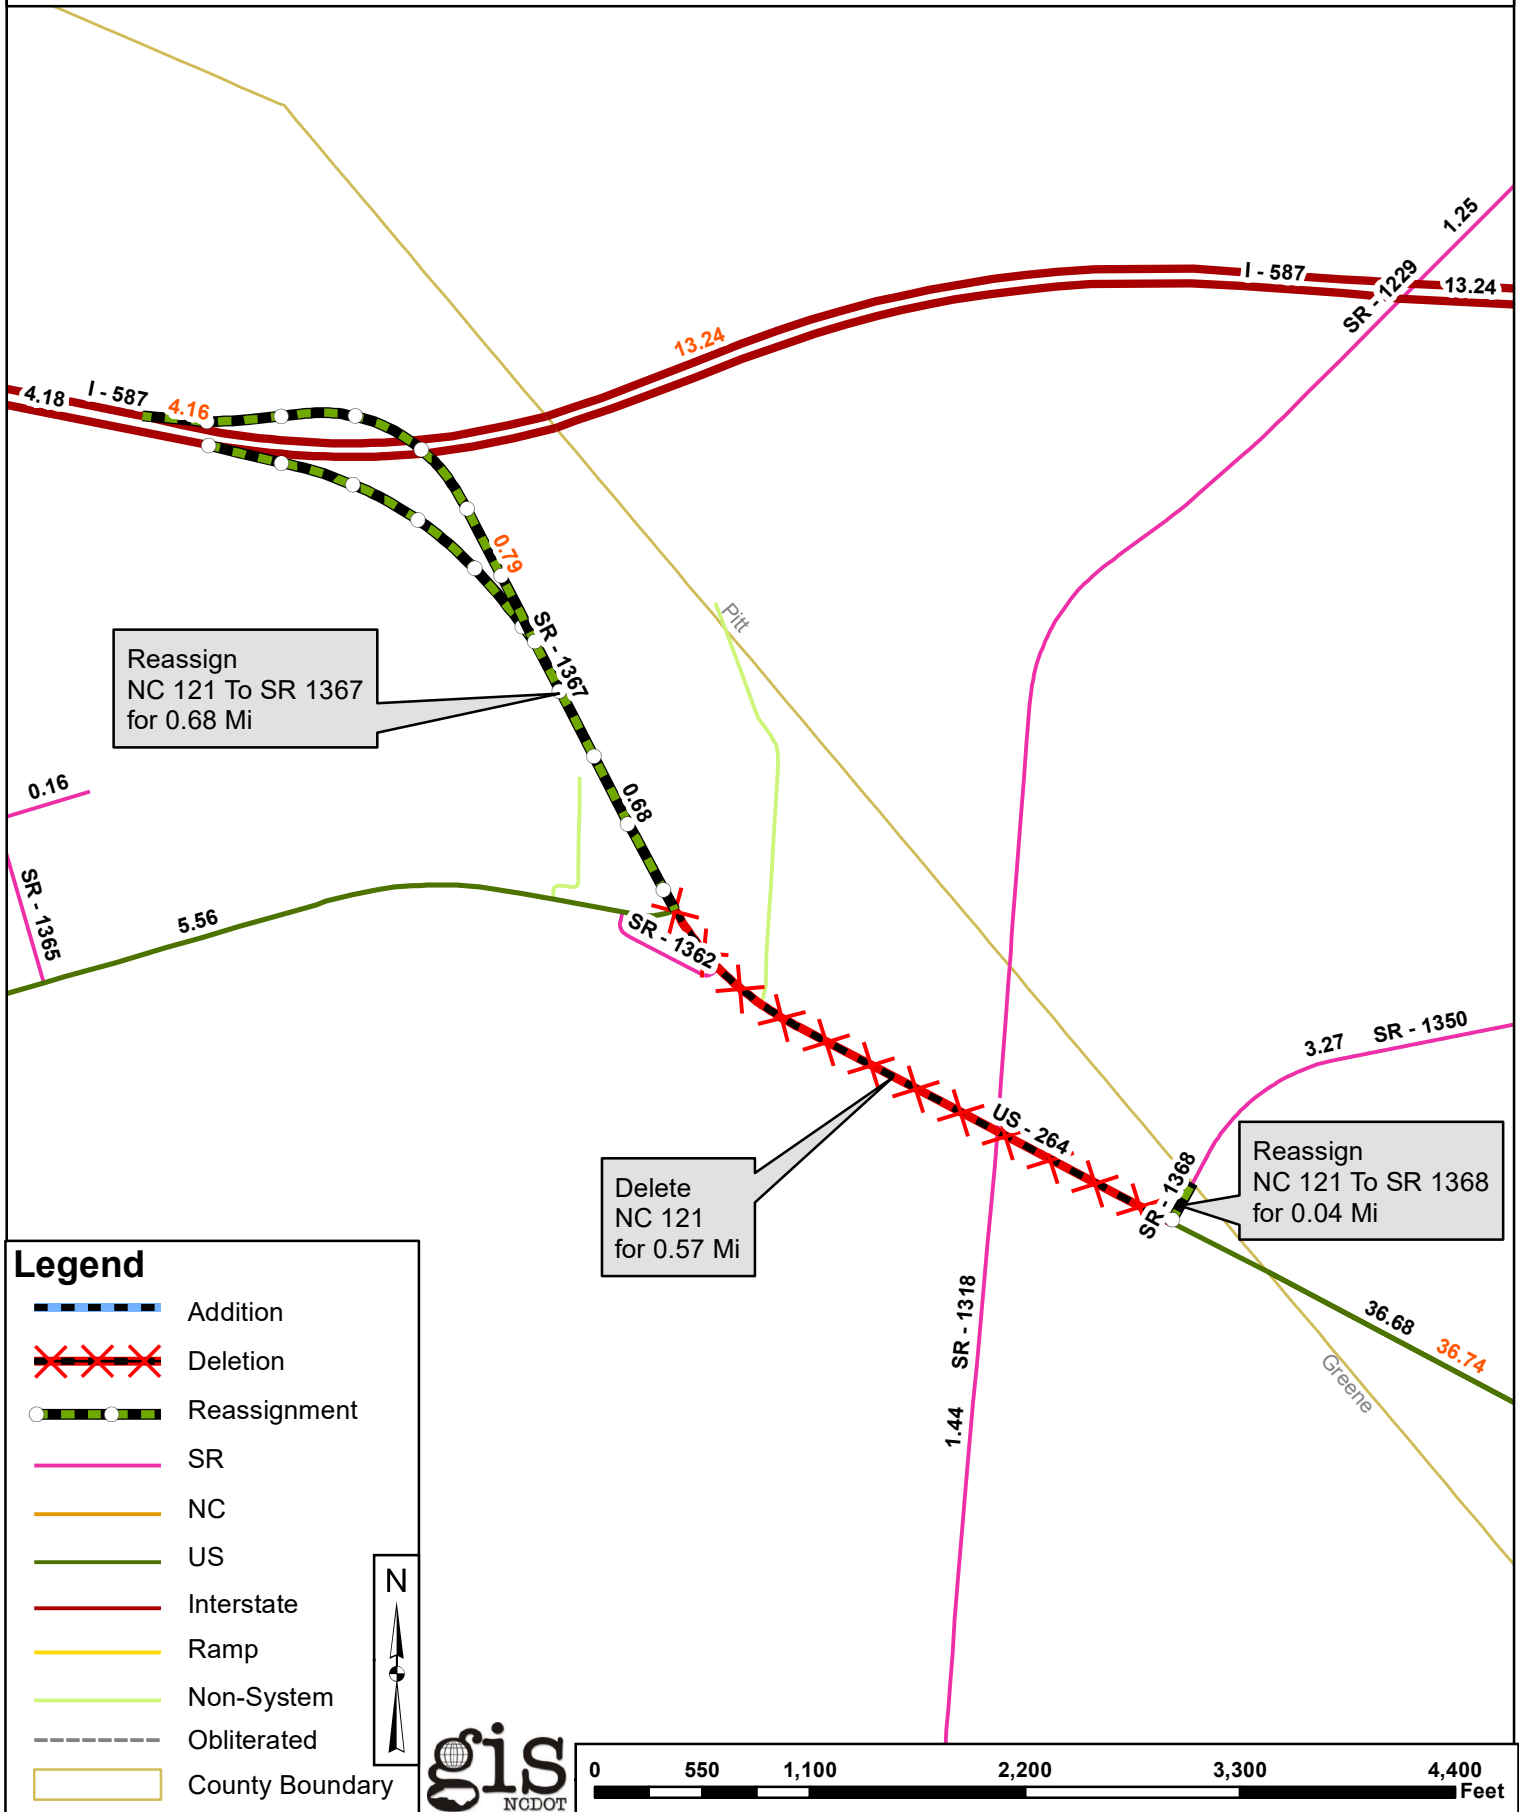 1.25
SR - 1229
I - 587
13.24
13.24
4.18
I - 587
4.16
0.79
SR - 1367
Pitt
Reassign
NC 121 To SR 1367
for 0.68 Mi
0.16
0.68
SR - 1365
5.56
SR - 1362
3.27
SR - 1350
US - 264
SR - 1368
Reassign
NC 121 To SR 1368
for 0.04 Mi
Delete
NC 121
for 0.57 Mi
SR - 1318
1.44
36.68
36.74
Greene
Legend
Addition
Deletion
Reassignment
SR
NC
US
Interstate
Ramp
Non-System
Obliterated
County Boundary
N
gis
NCDOT
0 550 1,100 2,200 3,300 4,400
Feet